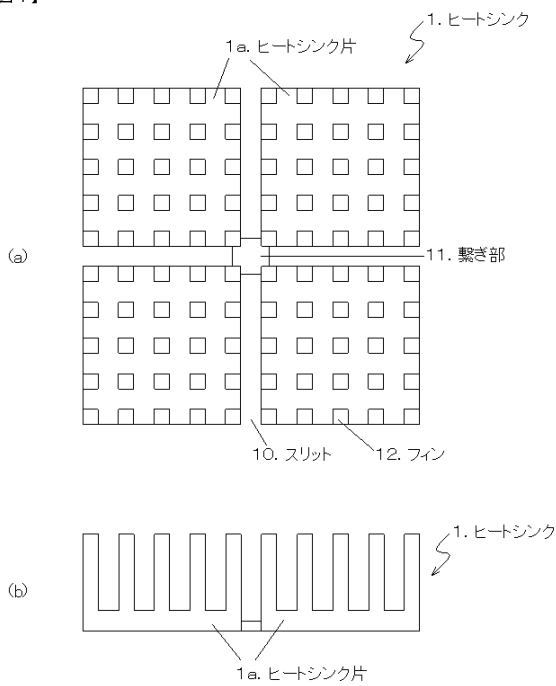 1. ヒートシンク
1a. ヒートシンク片
(a)
11. 繋ぎ部
10. スリット
12. フィン
1. ヒートシンク
(b)
1a. ヒートシンク片